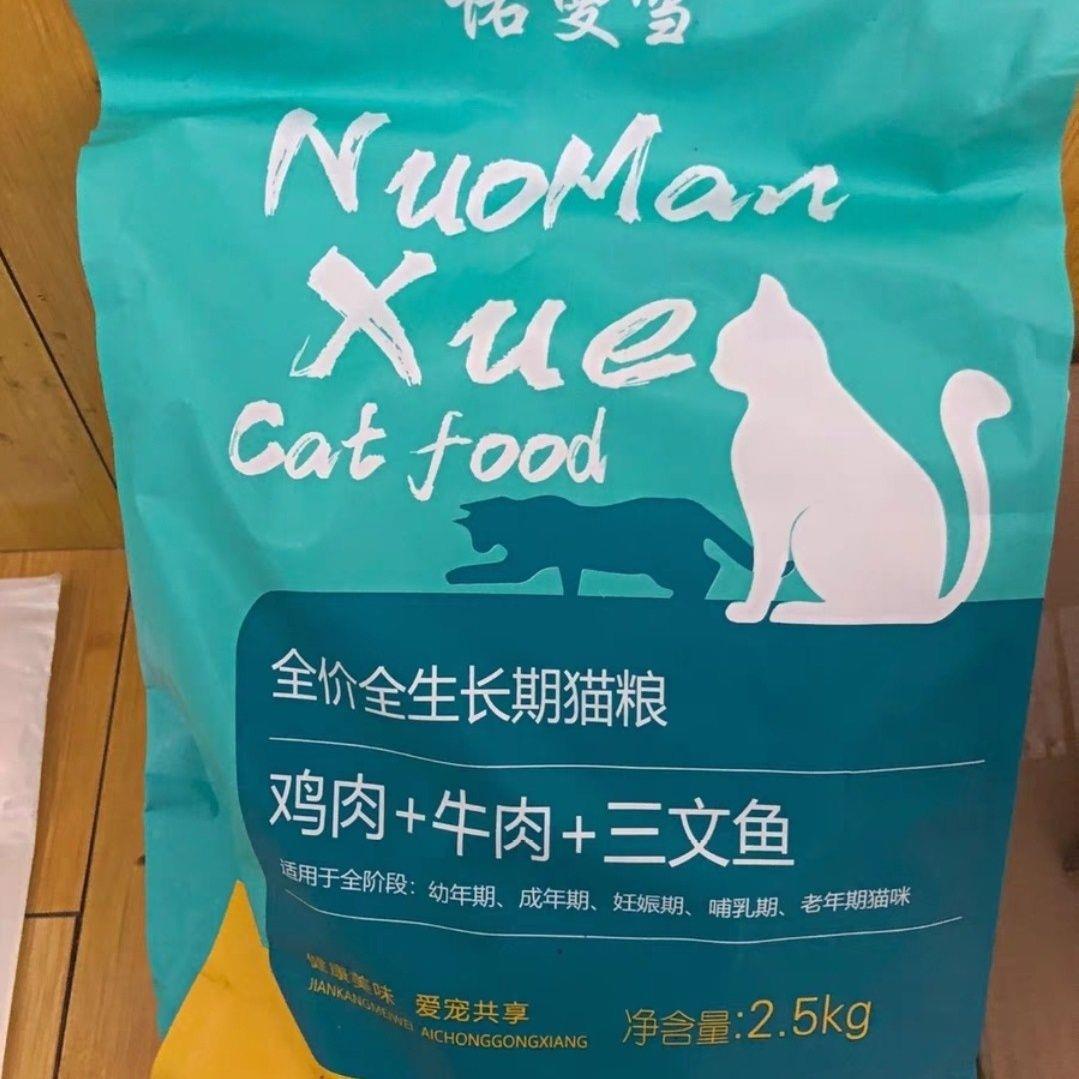 诺曼雪
NuoMan
Xue
Cat food
全价全生长期猫粮
鸡肉+牛肉+三文鱼
适用于全阶段：幼年期、成年期、妊娠期、哺乳期、老年期猫咪
健康美味 爱宠共享
JIANKANGMEIWEI AICHONGGONGXIANG
净含量:2.5kg